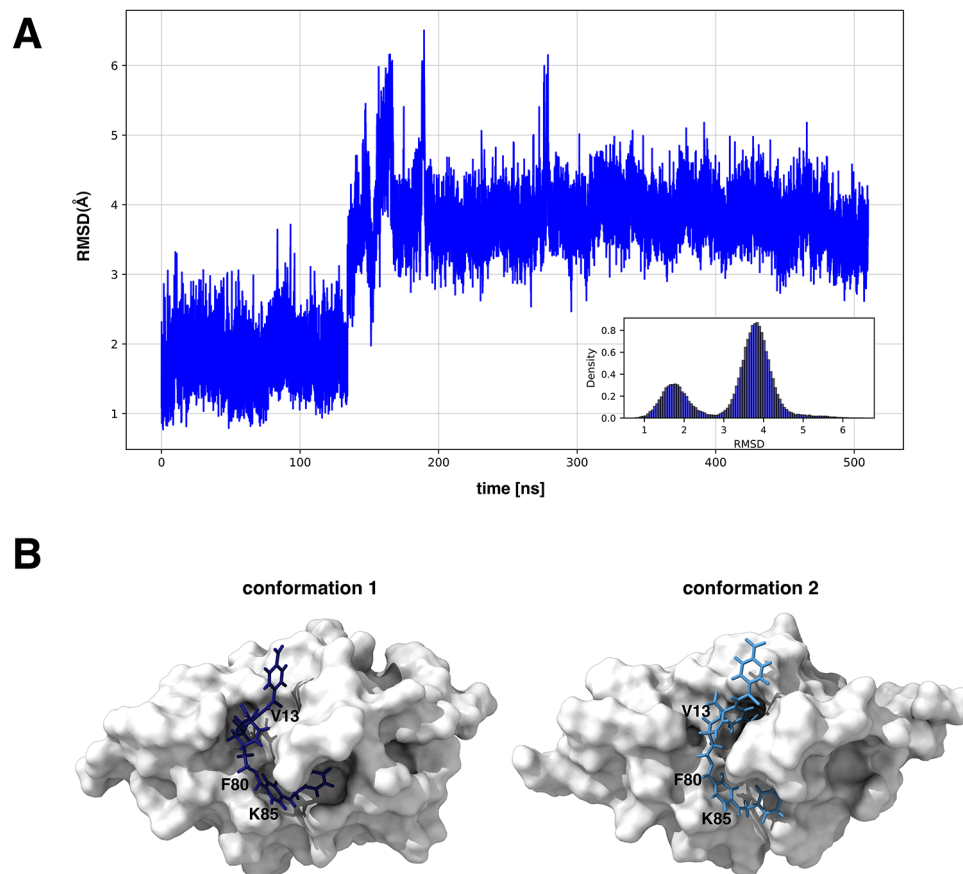 A
RMSD(Å)
6
5
4
3
2
1
0 100 200 300 400 500
time [ns]
Density
0.8
0.6
0.4
0.2
0.0
1 2 3 4 5 6
RMSD
B
conformation 1
conformation 2
V13
F80
K85
V13
F80
K85